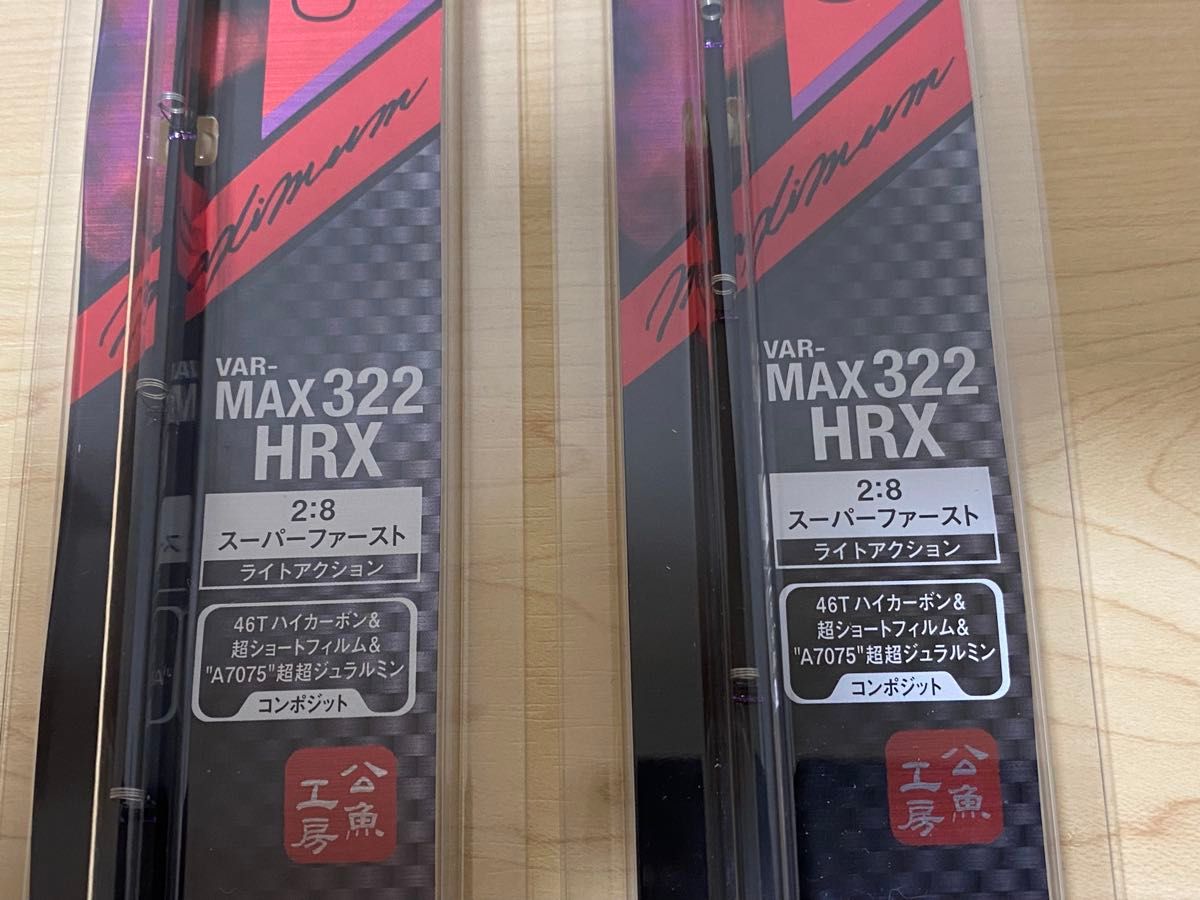 Maximum
VAR-
MAX 322
HRX
2:8
スーパーファースト
ライトアクション
46Tハイカーボン&
超ショートフィルム&
"A7075"超超ジュラルミン
コンポジット
公魚
工房
Maximum
VAR-
MAX 322
HRX
2:8
スーパーファースト
ライトアクション
46Tハイカーボン&
超ショートフィルム&
"A7075"超超ジュラルミン
コンポジット
公魚
工房